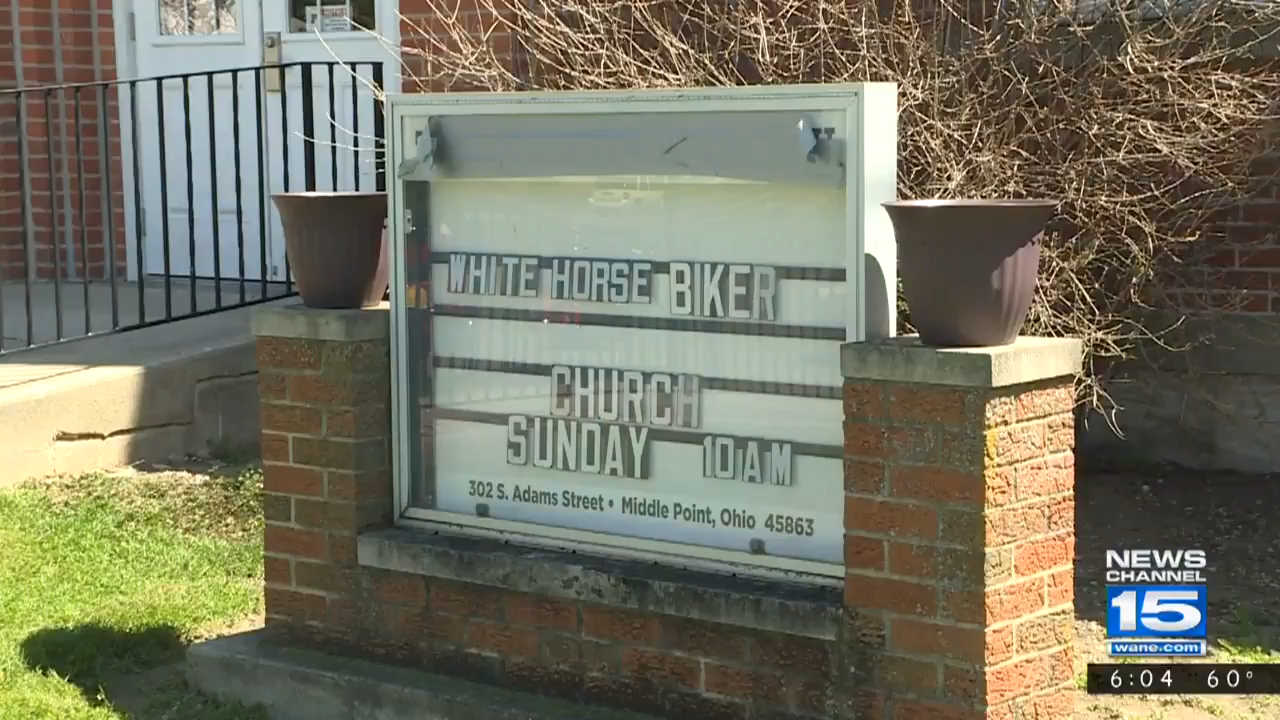 WHITE HORSE BIKER
CHURCH
SUNDAY 10AM
302 S. Adams Street • Middle Point, Ohio 45863
NEWS
CHANNEL
15
wane.com
6:04 60°